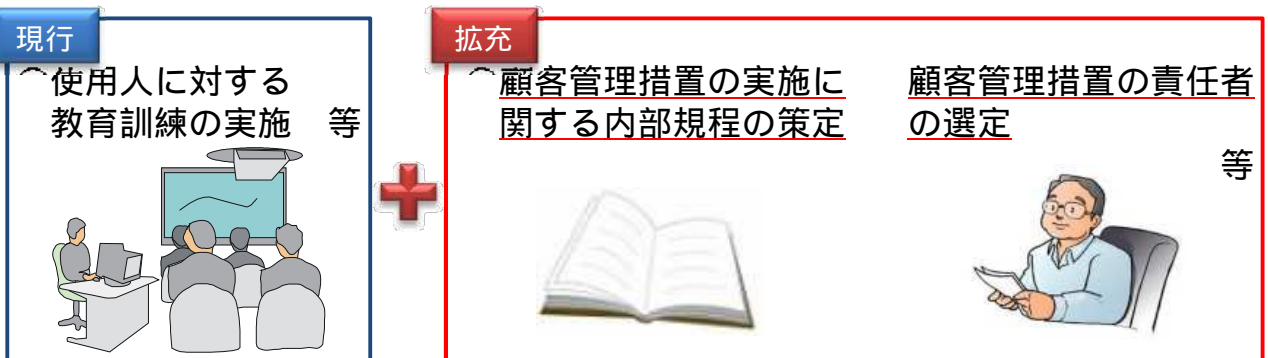 現行
使用人に対する
教育訓練の実施 等
拡充
顧客管理措置の実施に
関する内部規程の策定
顧客管理措置の責任者
の選定
等